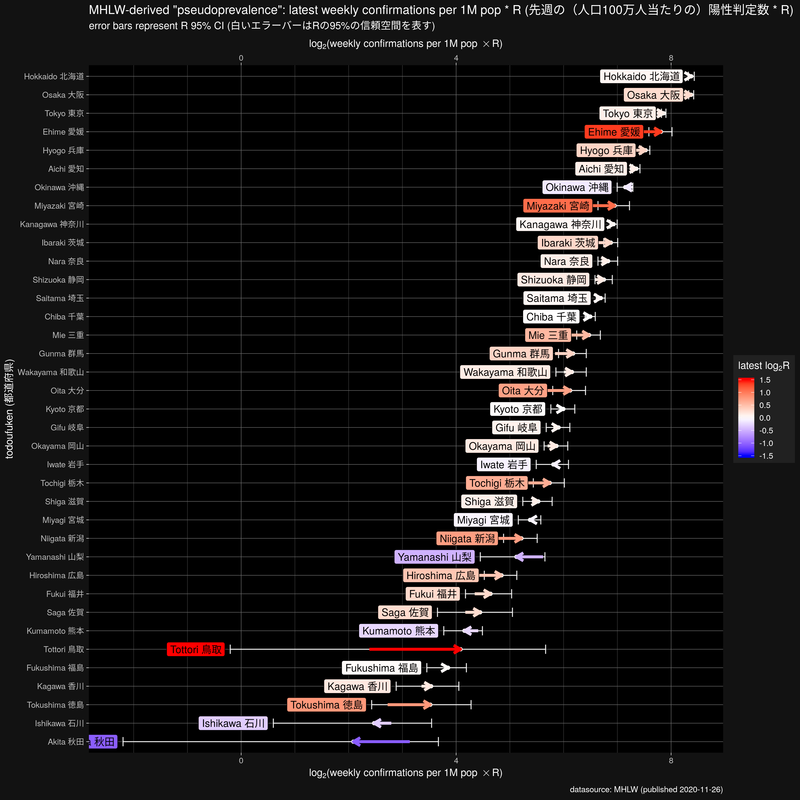 MHLW-derived "pseudoprevalence": latest weekly confirmations per 1M pop * R (先週の（人口100万人当たりの）陽性判定数 * R)
error bars represent R 95% CI (白いエラーバーはRの95%の信頼空間を表す)
log2(weekly confirmations per 1M pop × R)
0 4 8
Hokkaido 北海道 Hokkaido 北海道
Osaka 大阪 Osaka 大阪
Tokyo 東京 Tokyo 東京
Ehime 愛媛 Ehime 愛媛
Hyogo 兵庫 Hyogo 兵庫
Aichi 愛知 Aichi 愛知
Okinawa 沖縄 Okinawa 沖縄
Miyazaki 宮崎 Miyazaki 宮崎
Kanagawa 神奈川 Kanagawa 神奈川
Ibaraki 茨城 Ibaraki 茨城
Nara 奈良 Nara 奈良
Shizuoka 静岡 Shizuoka 静岡
Saitama 埼玉 Saitama 埼玉
Chiba 千葉 Chiba 千葉
Mie 三重 Mie 三重
Gunma 群馬 Gunma 群馬
Wakayama 和歌山 Wakayama 和歌山
Oita 大分 Oita 大分
Kyoto 京都 Kyoto 京都
Gifu 岐阜 Gifu 岐阜
Okayama 岡山 Okayama 岡山
Iwate 岩手 Iwate 岩手
Tochigi 栃木 Tochigi 栃木
Shiga 滋賀 Shiga 滋賀
Miyagi 宮城 Miyagi 宮城
Niigata 新潟 Niigata 新潟
Yamanashi 山梨 Yamanashi 山梨
Hiroshima 広島 Hiroshima 広島
Fukui 福井 Fukui 福井
Saga 佐賀 Saga 佐賀
Kumamoto 熊本 Kumamoto 熊本
Tottori 鳥取 Tottori 鳥取
Fukushima 福島 Fukushima 福島
Kagawa 香川 Kagawa 香川
Tokushima 徳島 Tokushima 徳島
Ishikawa 石川 Ishikawa 石川
Akita 秋田 秋田
0 4 8
log2(weekly confirmations per 1M pop × R)
todoufuken (都道府県)
latest log2R
1.5
1.0
0.5
0.0
-0.5
-1.0
-1.5
datasource: MHLW (published 2020-11-26)